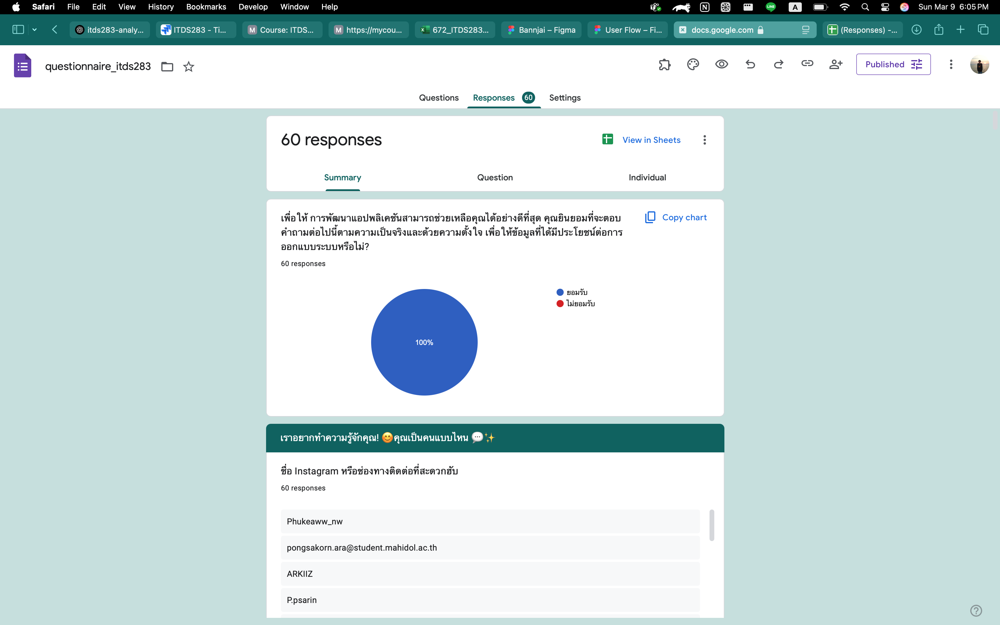 Safari File Edit View History Bookmarks Develop Window Help N LINE A Sun Mar 9 6:05 PM
itds283-analy... ITDS283 - Ti... M Course: ITDS... M https://mycou... 672_ITDS283... Bannjai – Figma User Flow – Fi... docs.google.com (Responses) -...
questionnaire_itds283 Published
Questions Responses 60 Settings
60 responses View in Sheets
Summary Question Individual
เพื่อให้ การพัฒนาแอปพลิเคชันสามารถช่วยเหลือคุณได้อย่างดีที่สุด คุณยินยอมที่จะตอบ
คำถามต่อไปนี้ตามความเป็นจริงและด้วยความตั้งใจ เพื่อให้ข้อมูลที่ได้มีประโยชน์ต่อการ
ออกแบบระบบหรือไม่?
Copy chart
60 responses
ยอมรับ
ไม่ยอมรับ
100%
เราอยากทำความรู้จักคุณ! 😊คุณเป็นคนแบบไหน 💬✨
ชื่อ Instagram หรือช่องทางติดต่อที่สะดวกฮับ
60 responses
Phukeaww_nw
pongsakorn.ara@student.mahidol.ac.th
ARKIIZ
P.psarin